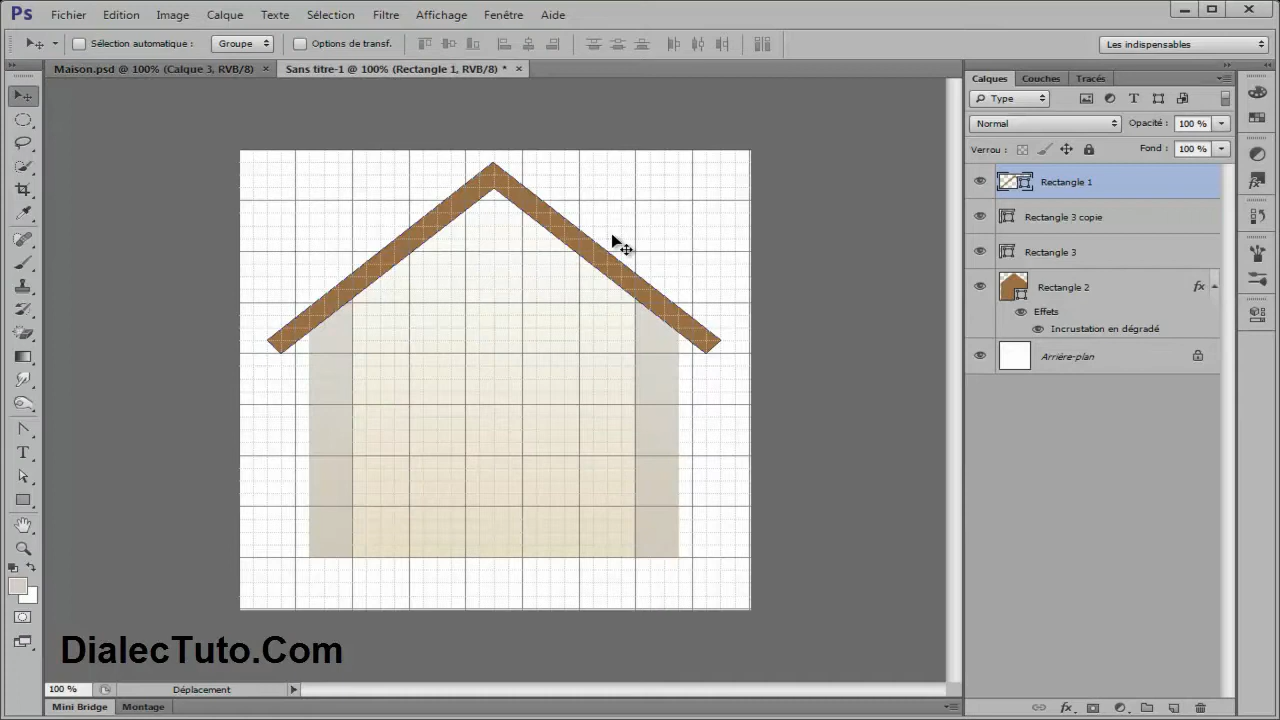 Ps Fichier Edition Image Calque Texte Sélection Filtre Affichage Fenêtre Aide
Sélection automatique : Groupe Options de transf. Les indispensables
Maison.psd @ 100% (Calque 3, RVB/8) × Sans titre-1 @ 100% (Rectangle 1, RVB/8) * ×
Calques Couches Tracés
Type
Normal Opacité : 100 %
Verrou : Fond : 100 %
Rectangle 1
Rectangle 3 copie
Rectangle 3
Rectangle 2 fx
Effets
Incrustation en dégradé
Arrière-plan
DialecTuto.Com
100 % Déplacement
Mini Bridge Montage